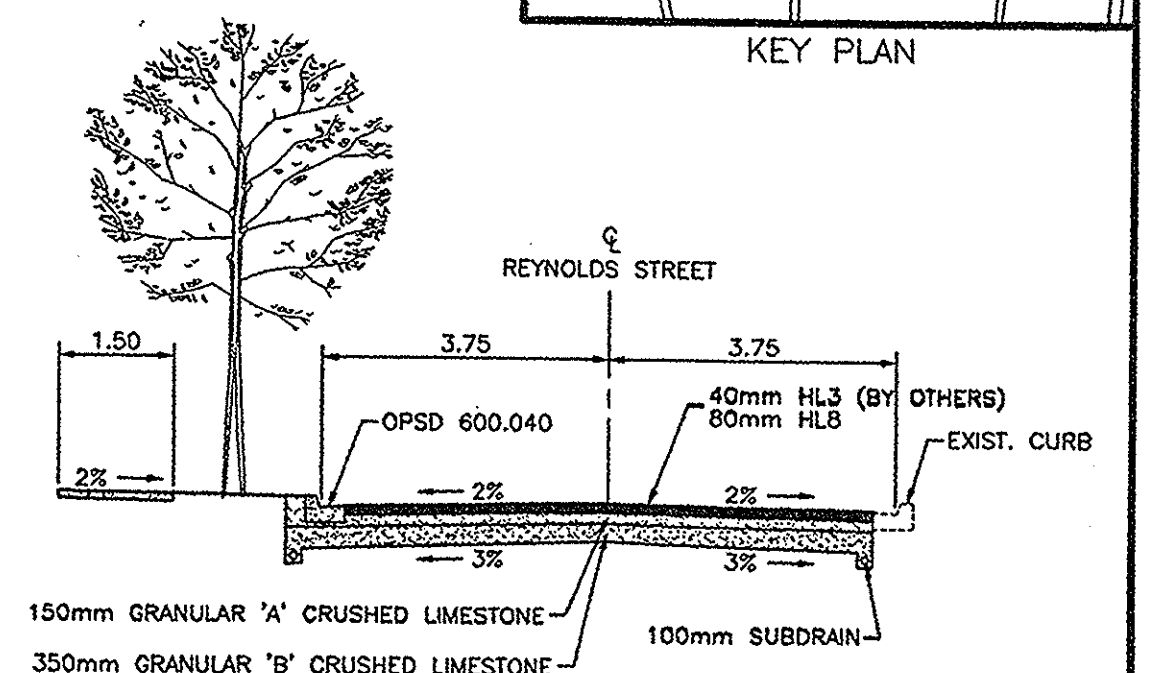 KEY PLAN
℄
REYNOLDS STREET
1.50
3.75
3.75
40mm HL3 (BY OTHERS)
80mm HL8
OPSD 600.040
EXIST. CURB
2%
2%
2%
3%
3%
150mm GRANULAR 'A' CRUSHED LIMESTONE
100mm SUBDRAIN
350mm GRANULAR 'B' CRUSHED LIMESTONE